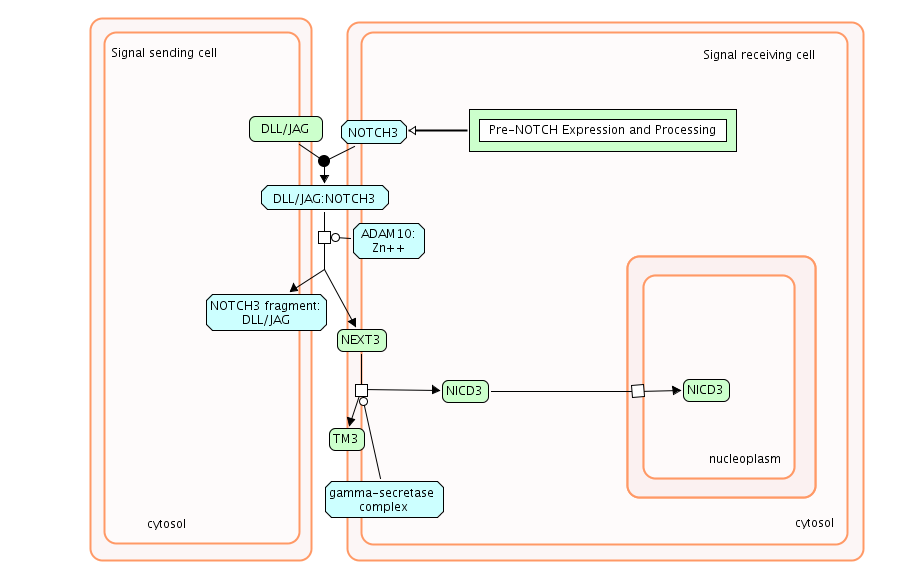 Signal sending cell
Signal receiving cell
DLL/JAG
NOTCH3
Pre-NOTCH Expression and Processing
DLL/JAG:NOTCH3
ADAM10:
Zn++
NOTCH3 fragment:
DLL/JAG
NEXT3
NICD3
NICD3
TM3
nucleoplasm
gamma-secretase
complex
cytosol
cytosol